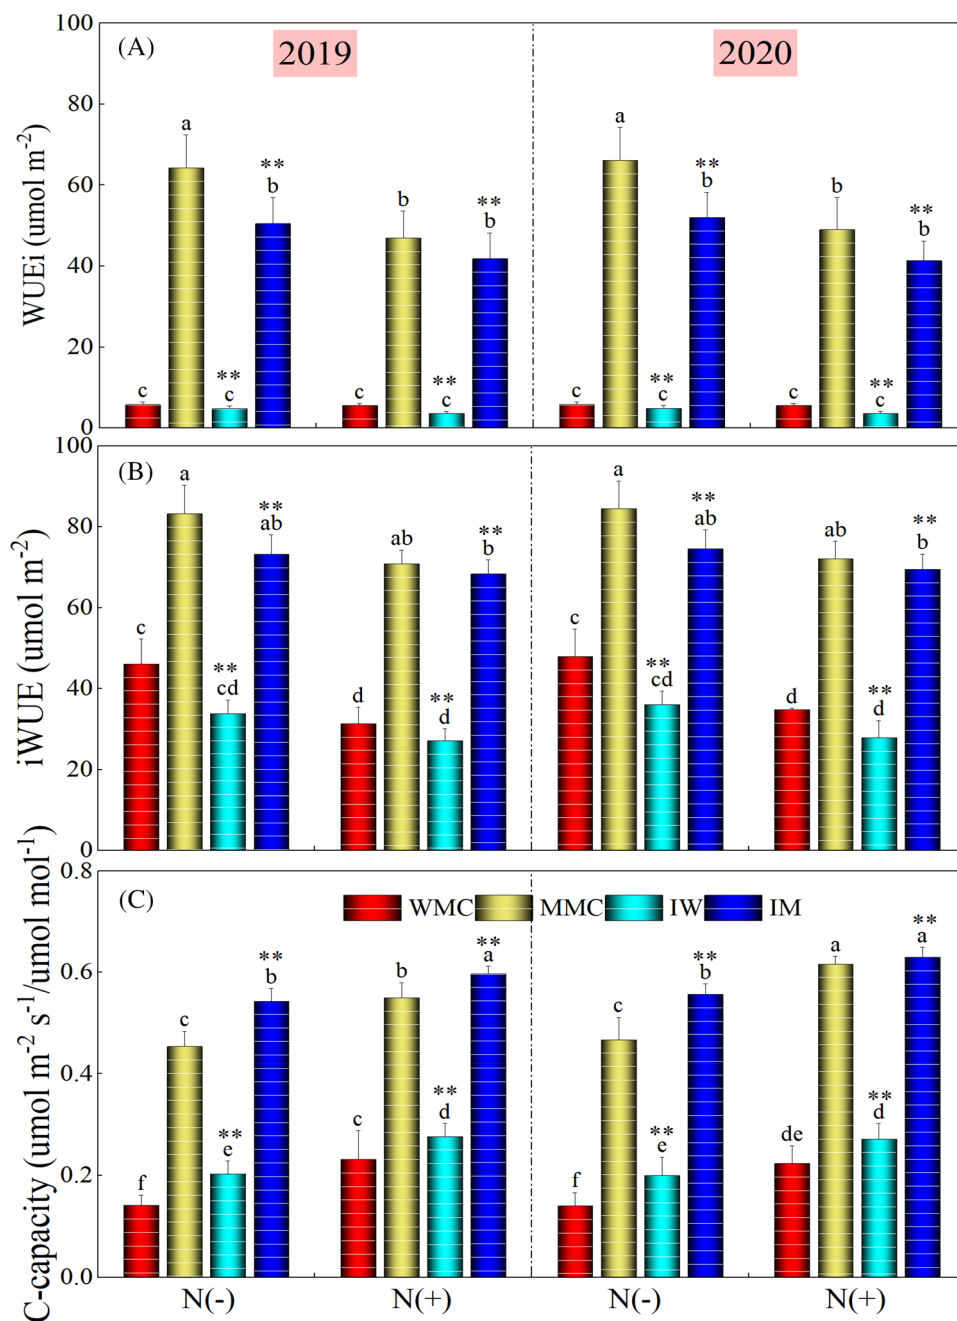 (A)
2019
2020
WUEi (umol m-2)
100
80
60
40
20
0
c
a
**
c
**
b
c
b
**
c
**
b
c
a
**
c
**
b
c
b
**
c
**
b
(B)
iWUE (umol m-2)
100
80
60
40
20
0
c
a
**
cd
**
ab
d
ab
**
d
**
b
c
a
**
cd
**
ab
d
ab
**
d
**
b
(C)
WMC MMC IW IM
C-capacity (umol m-2 s-1/umol mol-1)
0.8
0.6
0.4
0.2
0.0
f
c
**
e
**
b
c
b
**
d
**
a
f
c
**
e
**
b
de
a
**
d
**
a
N(-) N(+) N(-) N(+)